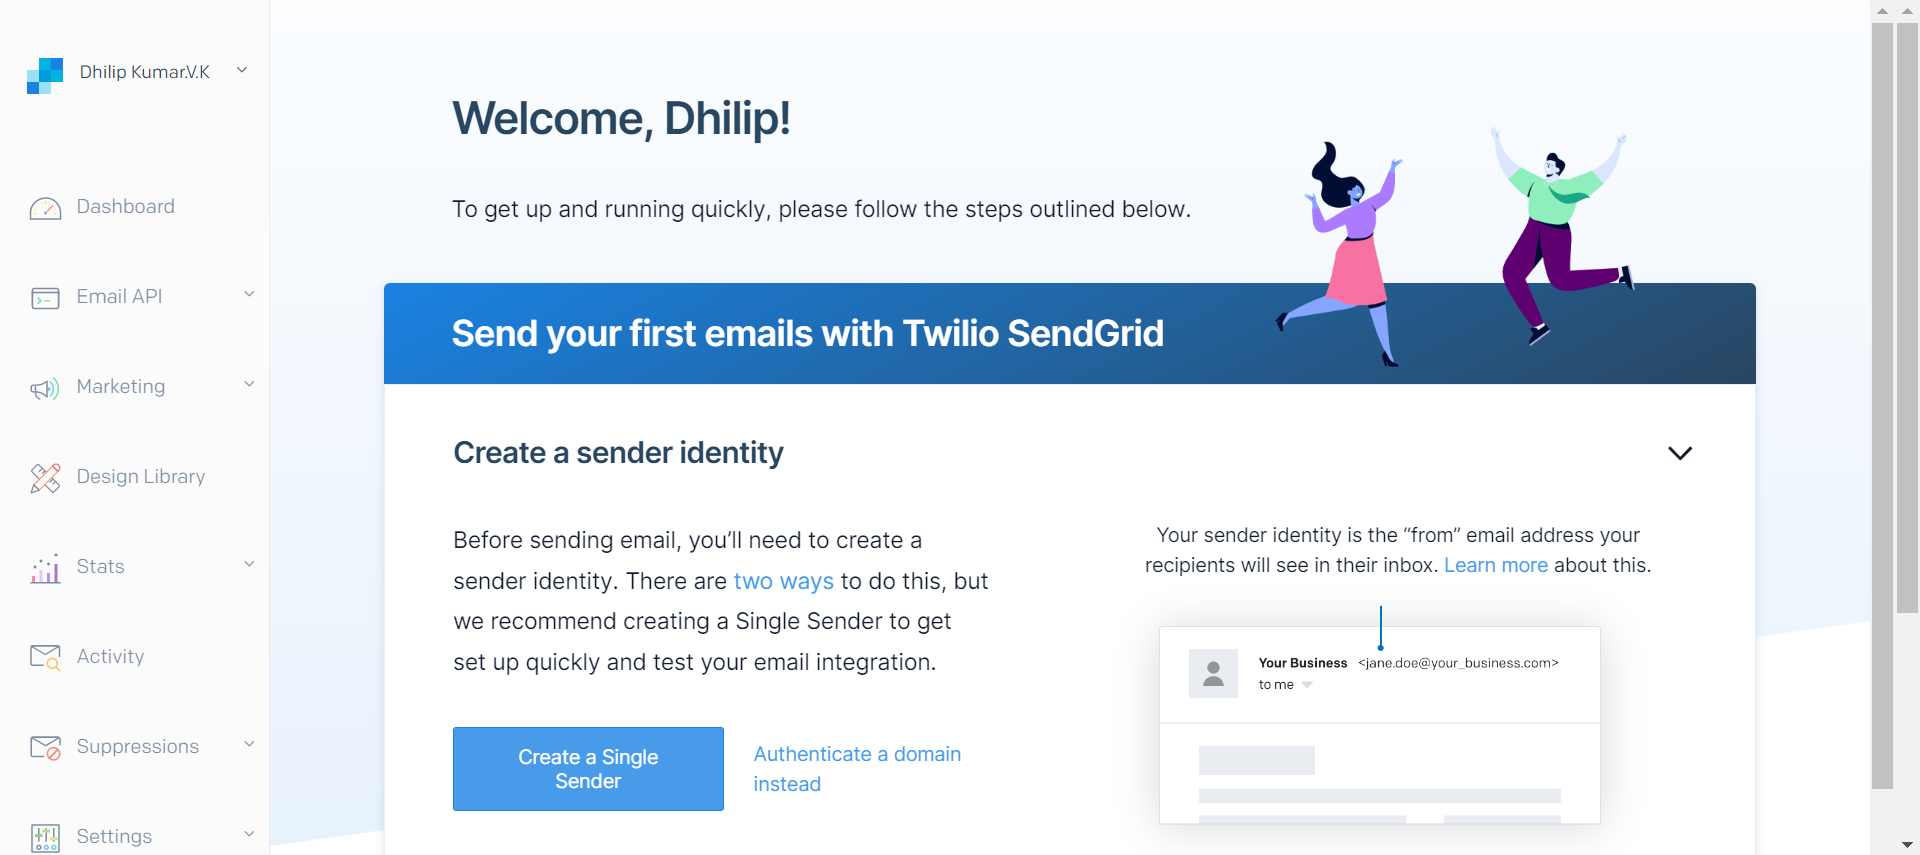 Dhilip Kumar.V.K
Dashboard
Email API
Marketing
Design Library
Stats
Activity
Suppressions
Settings
Welcome, Dhilip!
To get up and running quickly, please follow the steps outlined below.
Send your first emails with Twilio SendGrid
Create a sender identity
Before sending email, you’ll need to create a
sender identity. There are two ways to do this, but
we recommend creating a Single Sender to get
set up quickly and test your email integration.
Create a Single
Sender
Authenticate a domain
instead
Your sender identity is the “from” email address your
recipients will see in their inbox. Learn more about this.
Your Business <jane.doe@your_business.com>
to me